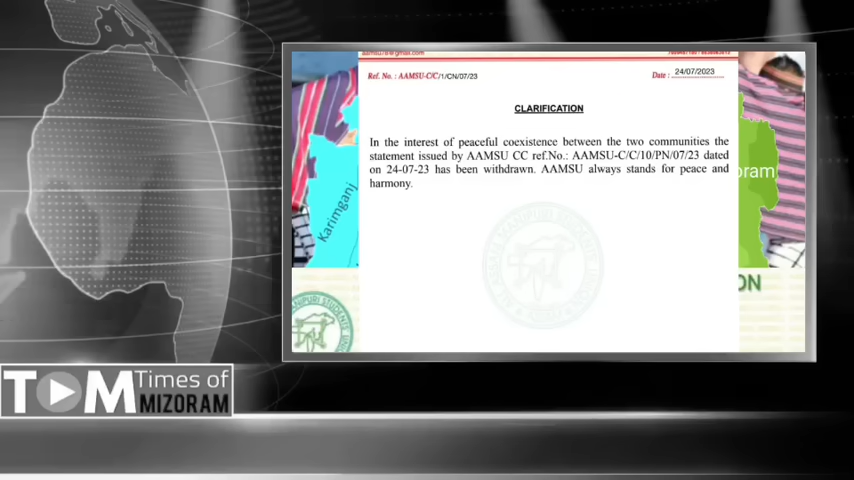 Ref. No. : AAMSU-C/C/1/CN/07/23
Date : 24/07/2023
CLARIFICATION
In the interest of peaceful coexistence between the two communities the
statement issued by AAMSU CC ref.No.: AAMSU-C/C/10/PN/07/23 dated
on 24-07-23 has been withdrawn. AAMSU always stands for peace and
harmony.
Karimganj
oram
ON
TOM
Times of
MIZORAM